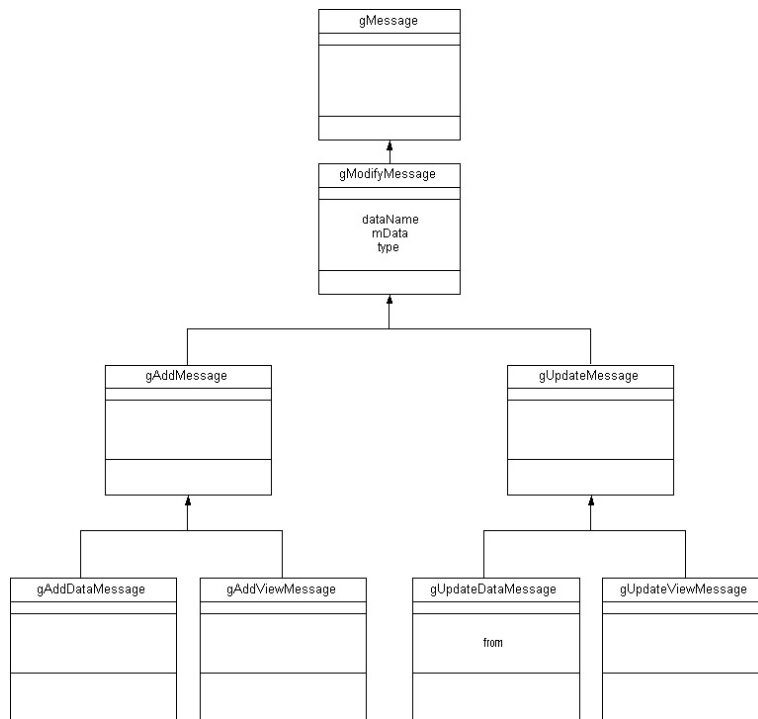 gMessage
gModifyMessage
dataName
mData
type
gAddMessage
gUpdateMessage
gAddDataMessage
gAddViewMessage
gUpdateDataMessage
gUpdateViewMessage
from